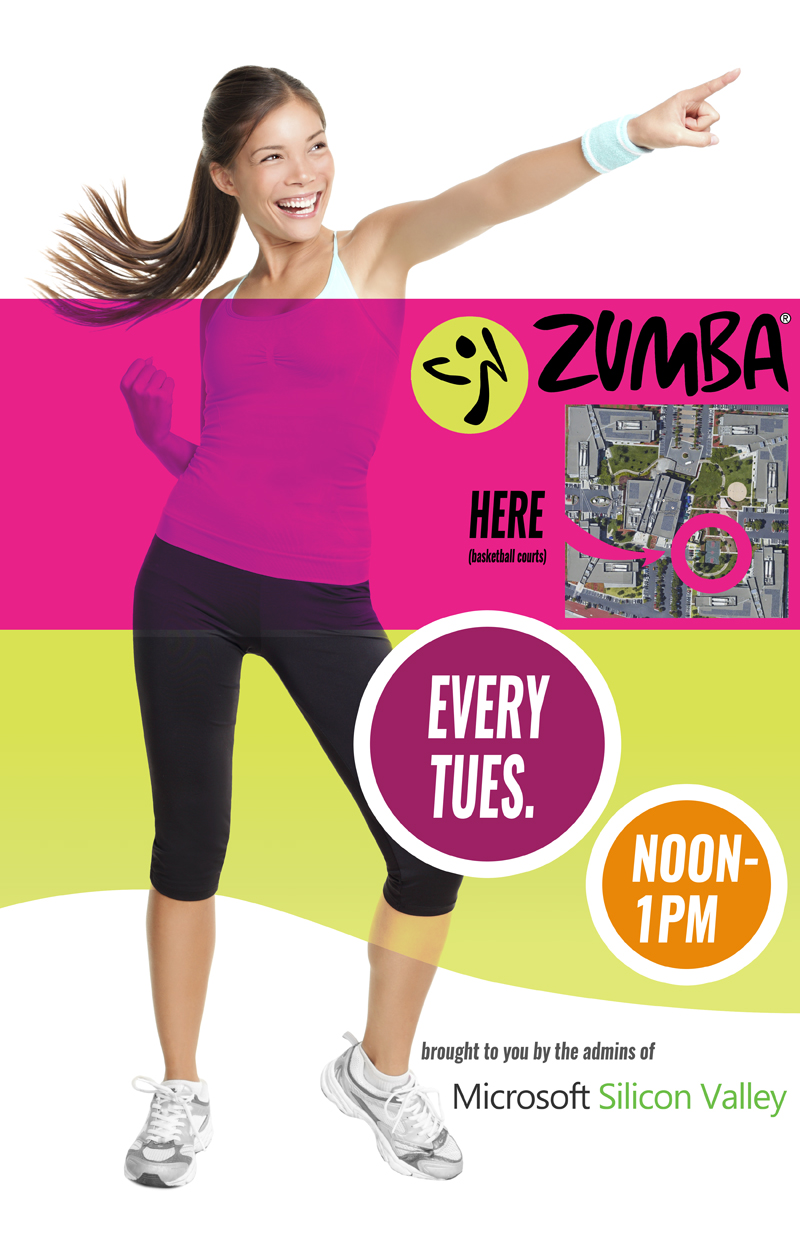 ZUMBA®
HERE
(basketball courts)
EVERY
TUES.
NOON-
1PM
brought to you by the admins of
Microsoft Silicon Valley